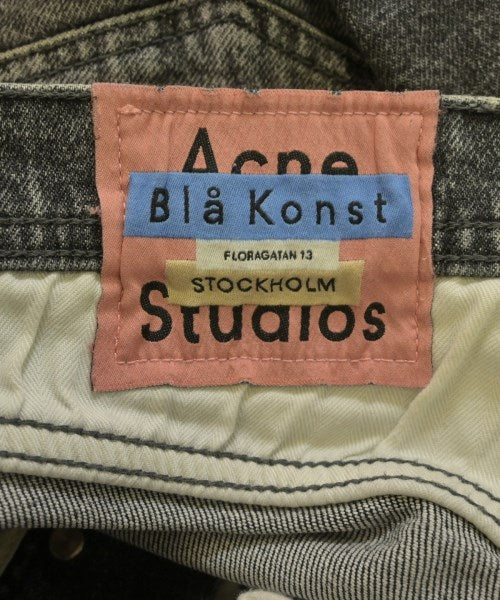 Acne
Blå Konst
FLORAGATAN 13
STOCKHOLM
Studios